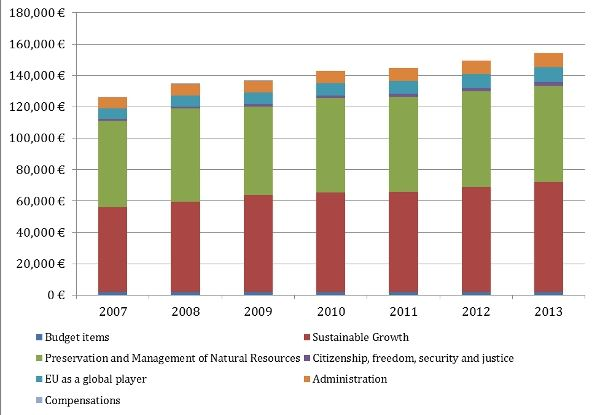 180,000 €
160,000 €
140,000 €
120,000 €
100,000 €
80,000 €
60,000 €
40,000 €
20,000 €
0 €
2007 2008 2009 2010 2011 2012 2013
Budget items Sustainable Growth
Preservation and Management of Natural Resources Citizenship, freedom, security and justice
EU as a global player Administration
Compensations